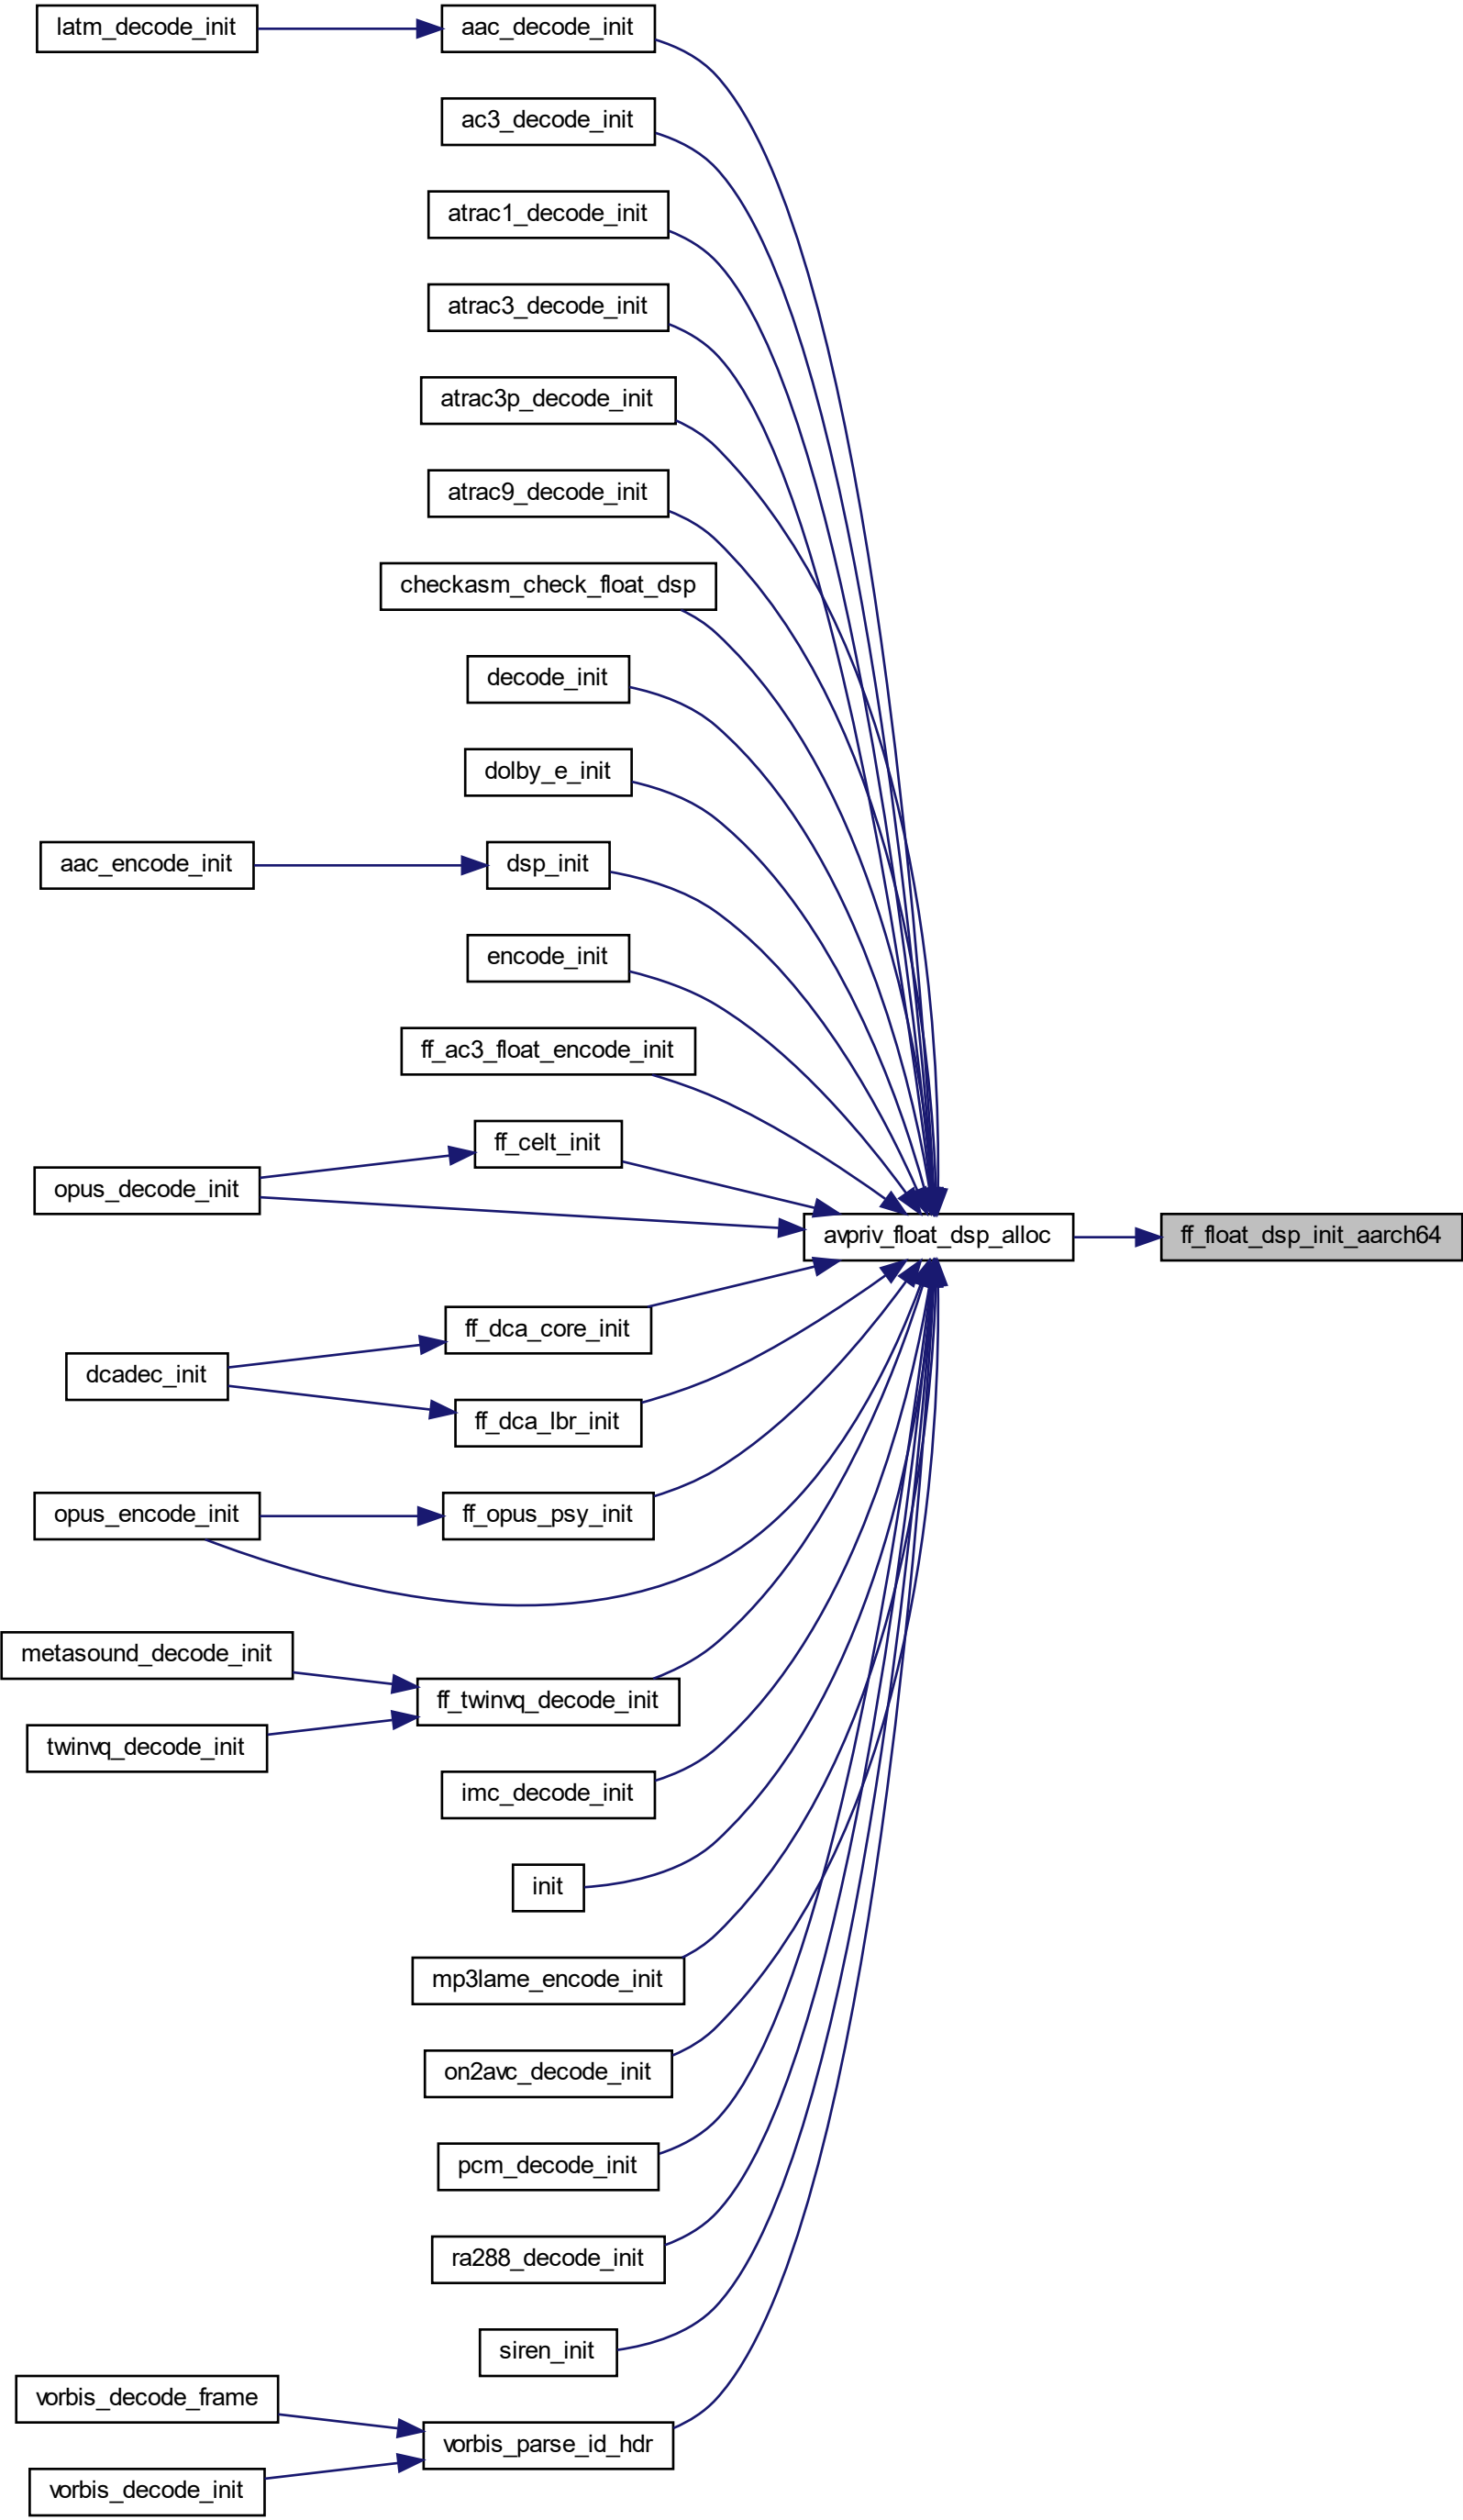 latm_decode_init
aac_decode_init
ac3_decode_init
atrac1_decode_init
atrac3_decode_init
atrac3p_decode_init
atrac9_decode_init
checkasm_check_float_dsp
decode_init
dolby_e_init
aac_encode_init
dsp_init
encode_init
ff_ac3_float_encode_init
ff_celt_init
opus_decode_init
avpriv_float_dsp_alloc
ff_float_dsp_init_aarch64
ff_dca_core_init
dcadec_init
ff_dca_lbr_init
opus_encode_init
ff_opus_psy_init
metasound_decode_init
ff_twinvq_decode_init
twinvq_decode_init
imc_decode_init
init
mp3lame_encode_init
on2avc_decode_init
pcm_decode_init
ra288_decode_init
siren_init
vorbis_decode_frame
vorbis_parse_id_hdr
vorbis_decode_init